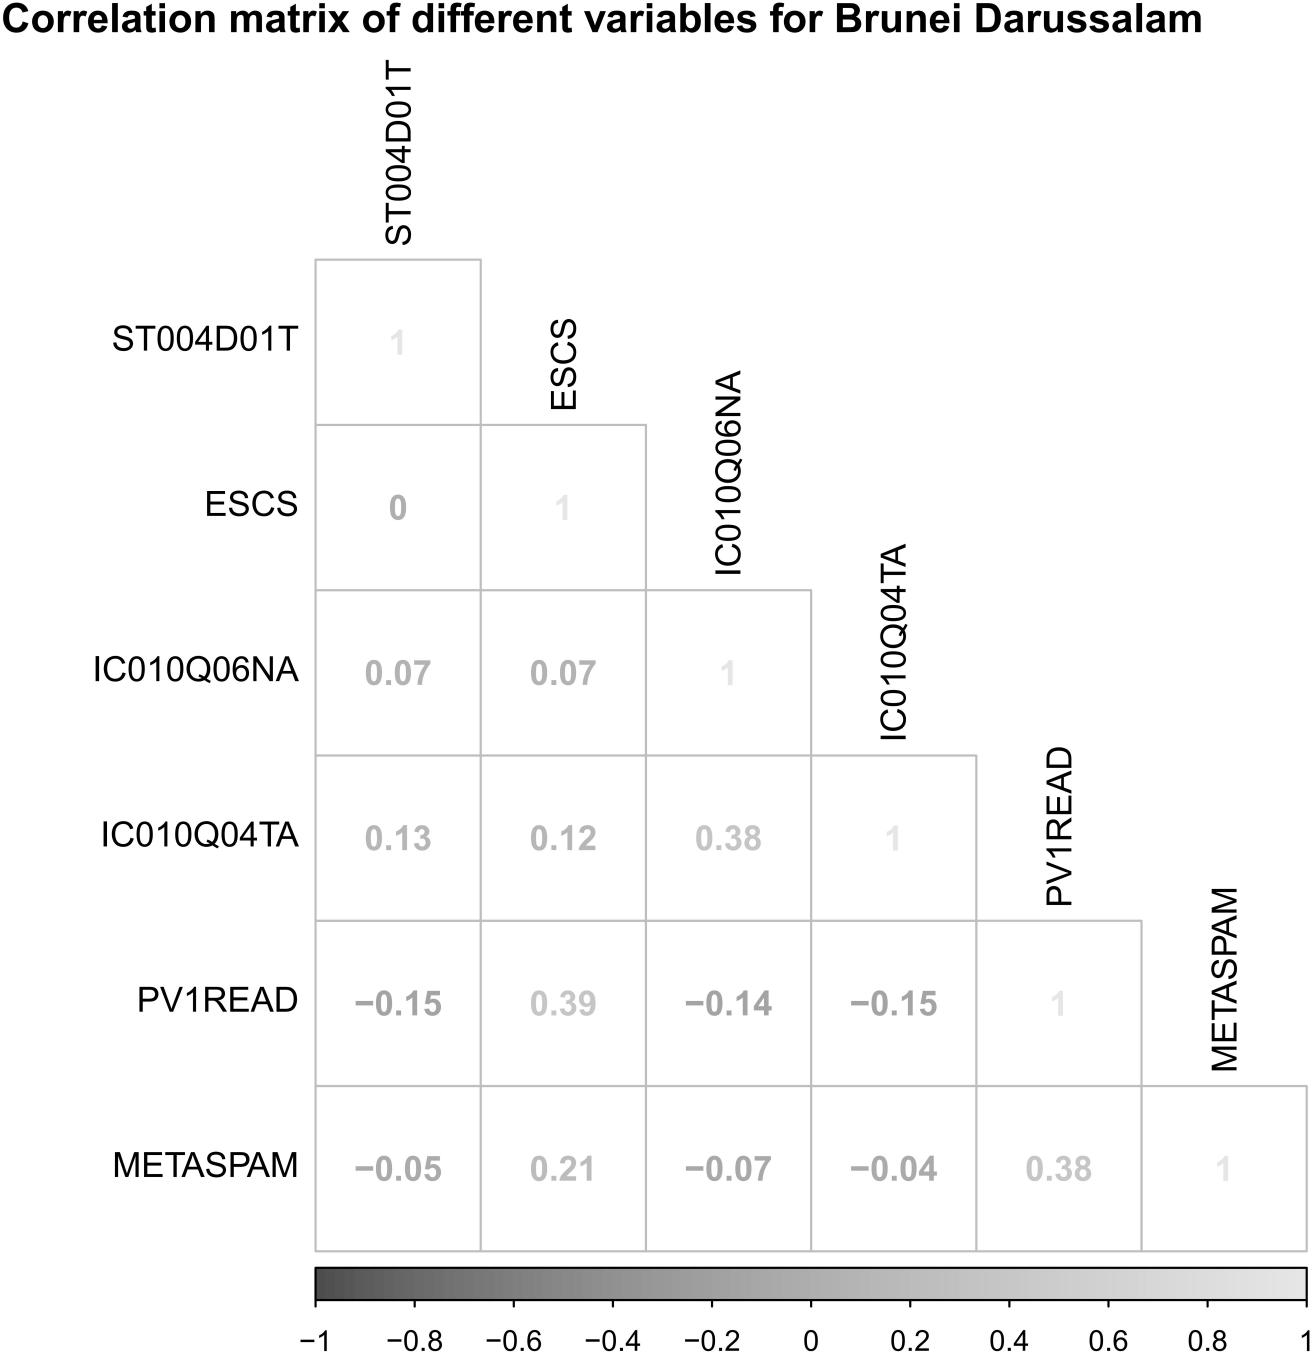 Correlation matrix of different variables for Brunei Darussalam
ST004D01T
ST004D01T 1
ESCS
ESCS 0 1
IC010Q06NA
IC010Q06NA 0.07 0.07 1
IC010Q04TA
IC010Q04TA 0.13 0.12 0.38 1
PV1READ
PV1READ −0.15 0.39 −0.14 −0.15 1
METASPAM
METASPAM −0.05 0.21 −0.07 −0.04 0.38 1
−1 −0.8 −0.6 −0.4 −0.2 0 0.2 0.4 0.6 0.8 1